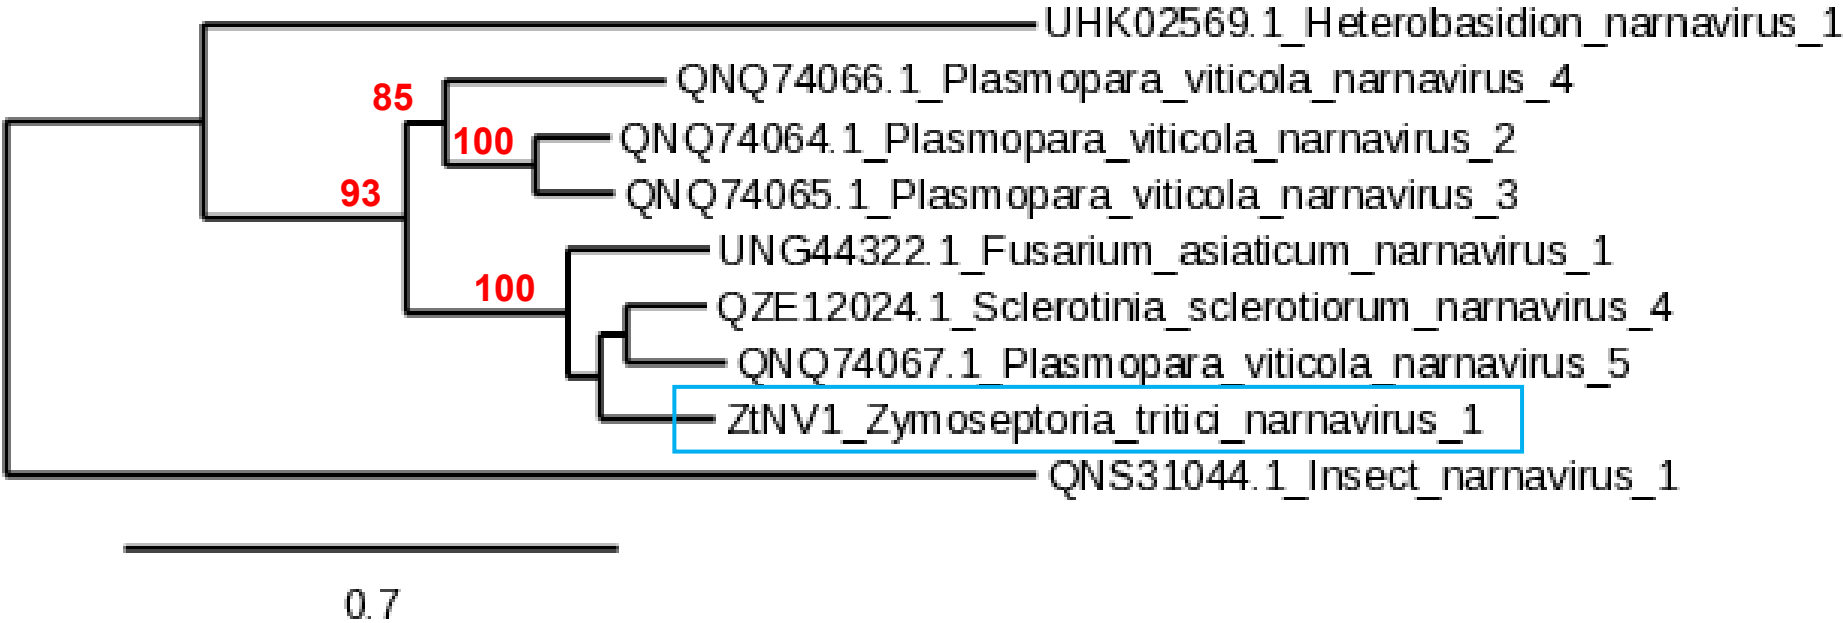 UHK02569.1_Heterobasidion_narnavirus_1
QNQ74066.1_Plasmopara_viticola_narnavirus_4
85
100
QNQ74064.1_Plasmopara_viticola_narnavirus_2
93
QNQ74065.1_Plasmopara_viticola_narnavirus_3
UNG44322.1_Fusarium_asiaticum_narnavirus_1
100
QZE12024.1_Sclerotinia_sclerotiorum_narnavirus_4
QNQ74067.1_Plasmopara_viticola_narnavirus_5
ZtNV1_Zymoseptoria_tritici_narnavirus_1
QNS31044.1_Insect_narnavirus_1
0.7